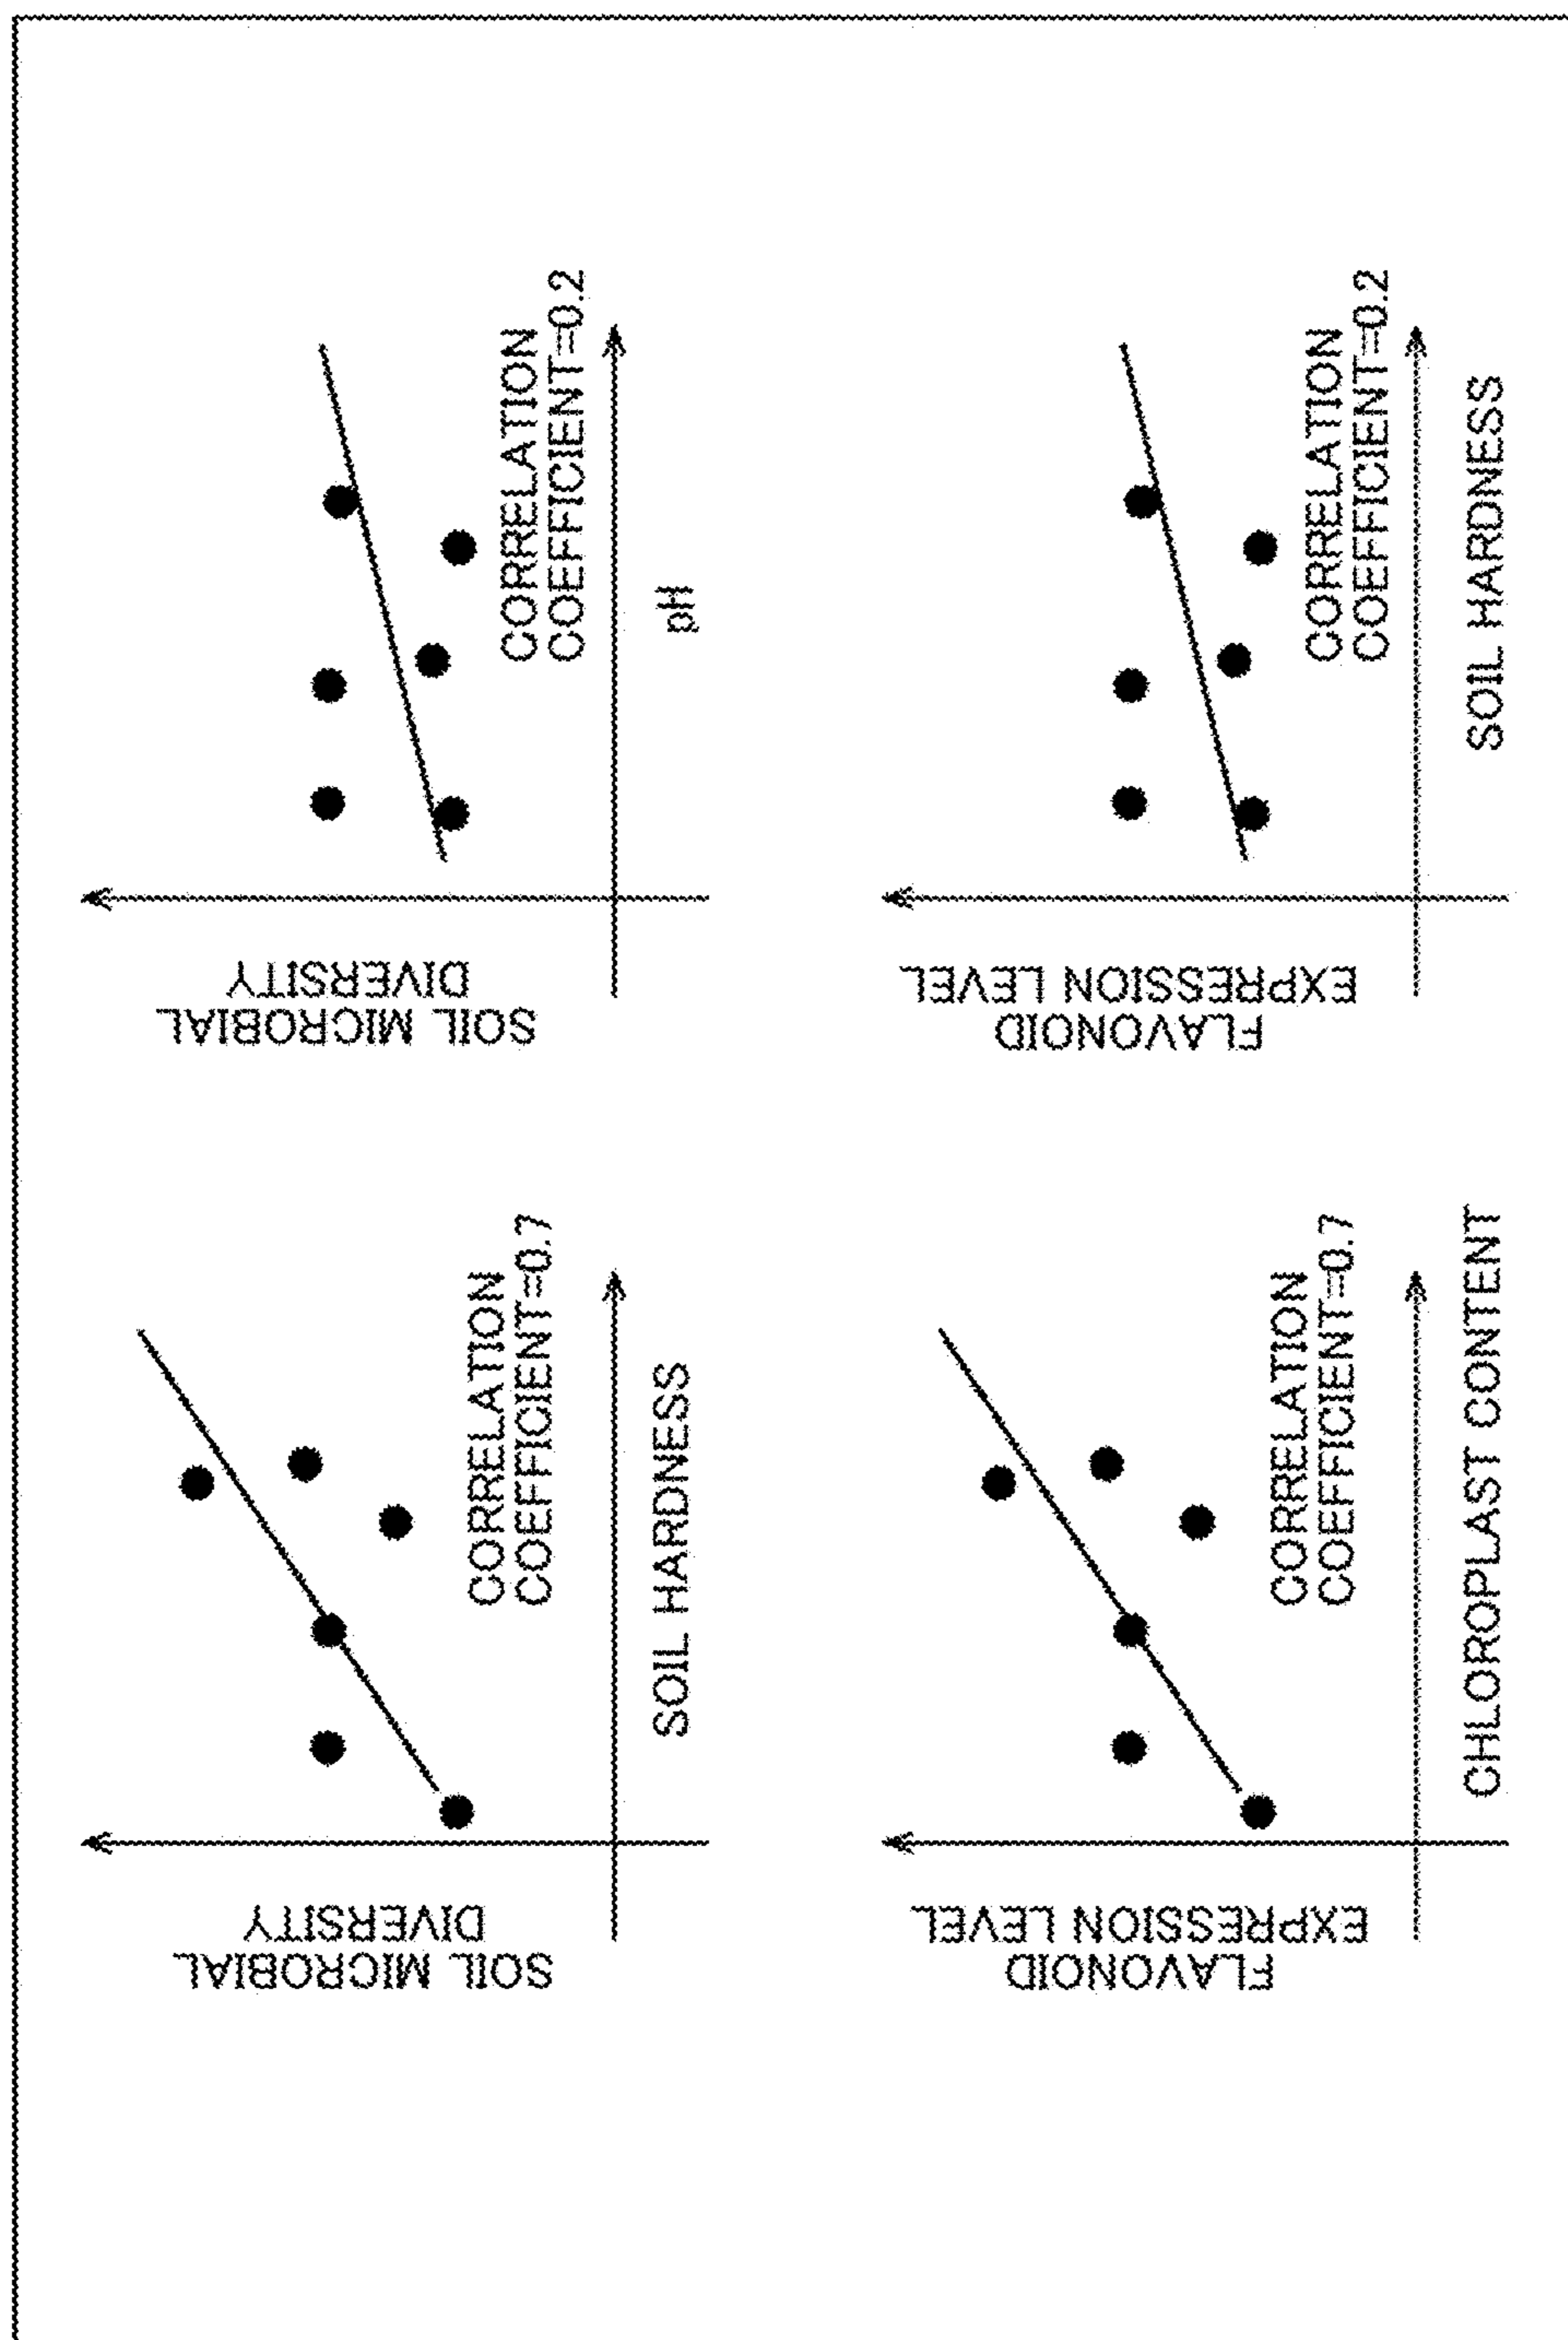 SOIL MICROBIAL
DIVERSITY
CORRELATION
COEFFICIENT=0.7
SOIL HARDNESS
SOIL MICROBIAL
DIVERSITY
CORRELATION
COEFFICIENT=0.2
pH
FLAVONOID
EXPRESSION LEVEL
CORRELATION
COEFFICIENT=0.7
CHLOROPLAST CONTENT
FLAVONOID
EXPRESSION LEVEL
CORRELATION
COEFFICIENT=0.2
SOIL HARDNESS